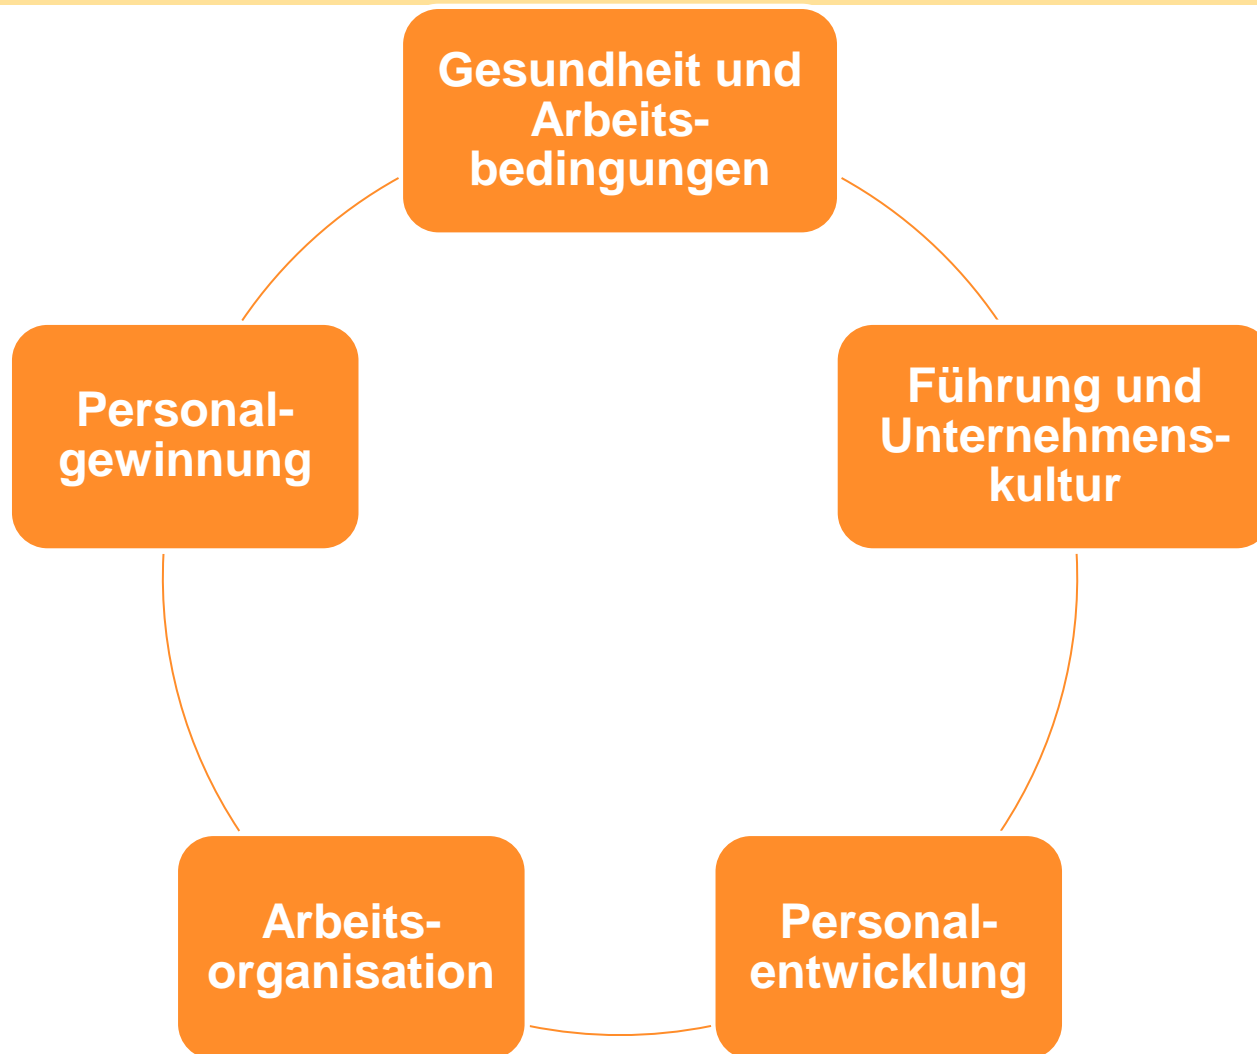 Gesundheit und
Arbeits-
bedingungen
Führung und
Unternehmens-
kultur
Personal-
entwicklung
Arbeits-
organisation
Personal-
gewinnung